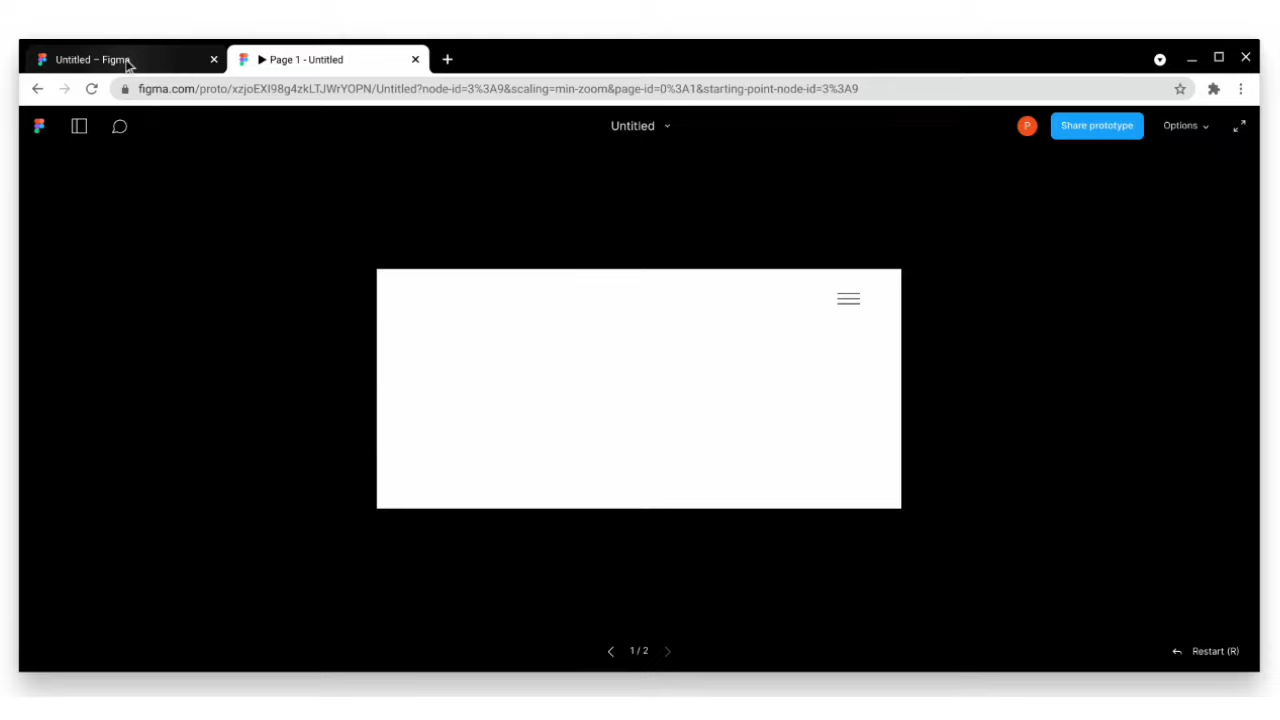 Untitled – Figma
Page 1 - Untitled
figma.com/proto/xzjoEXI98g4zkLTJWrYOPN/Untitled?node-id=3%3A9&scaling=min-zoom&page-id=0%3A1&starting-point-node-id=3%3A9
Untitled
P
Share prototype
Options
1 / 2
Restart (R)